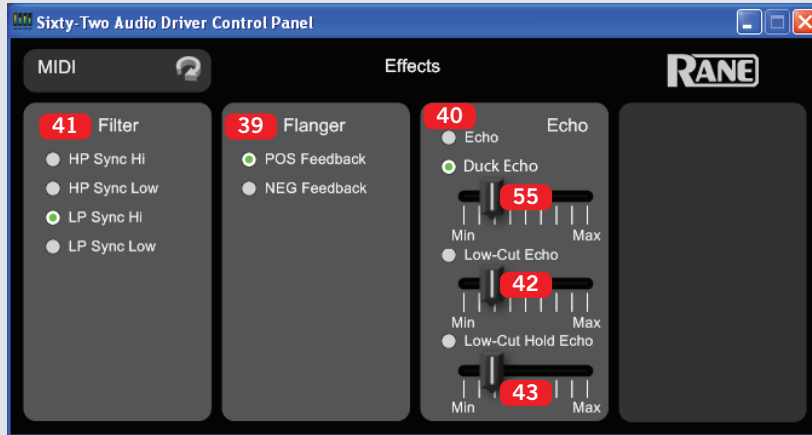 Sixty-Two Audio Driver Control Panel
MIDI
Effects
RANE
41 Filter
HP Sync Hi
HP Sync Low
LP Sync Hi
LP Sync Low
39 Flanger
POS Feedback
NEG Feedback
40 Echo
Echo
Duck Echo
55
Min Max
Low-Cut Echo
42
Min Max
Low-Cut Hold Echo
43
Min Max